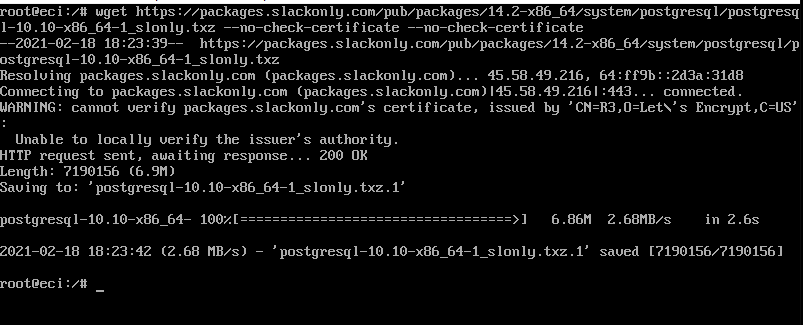 root@eci:/# wget https://packages.slackonly.com/pub/packages/14.2-x86_64/system/postgresql/postgresq
l-10.10-x86_64-1_slonly.txz --no-check-certificate --no-check-certificate
--2021-02-18 18:23:39--  https://packages.slackonly.com/pub/packages/14.2-x86_64/system/postgresql/p
ostgresql-10.10-x86_64-1_slonly.txz
Resolving packages.slackonly.com (packages.slackonly.com)... 45.58.49.216, 64:ff9b::2d3a:31d8
Connecting to packages.slackonly.com (packages.slackonly.com)|45.58.49.216|:443... connected.
WARNING: cannot verify packages.slackonly.com's certificate, issued by 'CN=R3,O=Let\'s Encrypt,C=US'
:
  Unable to locally verify the issuer's authority.
HTTP request sent, awaiting response... 200 OK
Length: 7190156 (6.9M)
Saving to: 'postgresql-10.10-x86_64-1_slonly.txz.1'
postgresql-10.10-x86_64- 100%[==================================>]   6.86M  2.68MB/s    in 2.6s
2021-02-18 18:23:42 (2.68 MB/s) - 'postgresql-10.10-x86_64-1_slonly.txz.1' saved [7190156/7190156]
root@eci:/# _